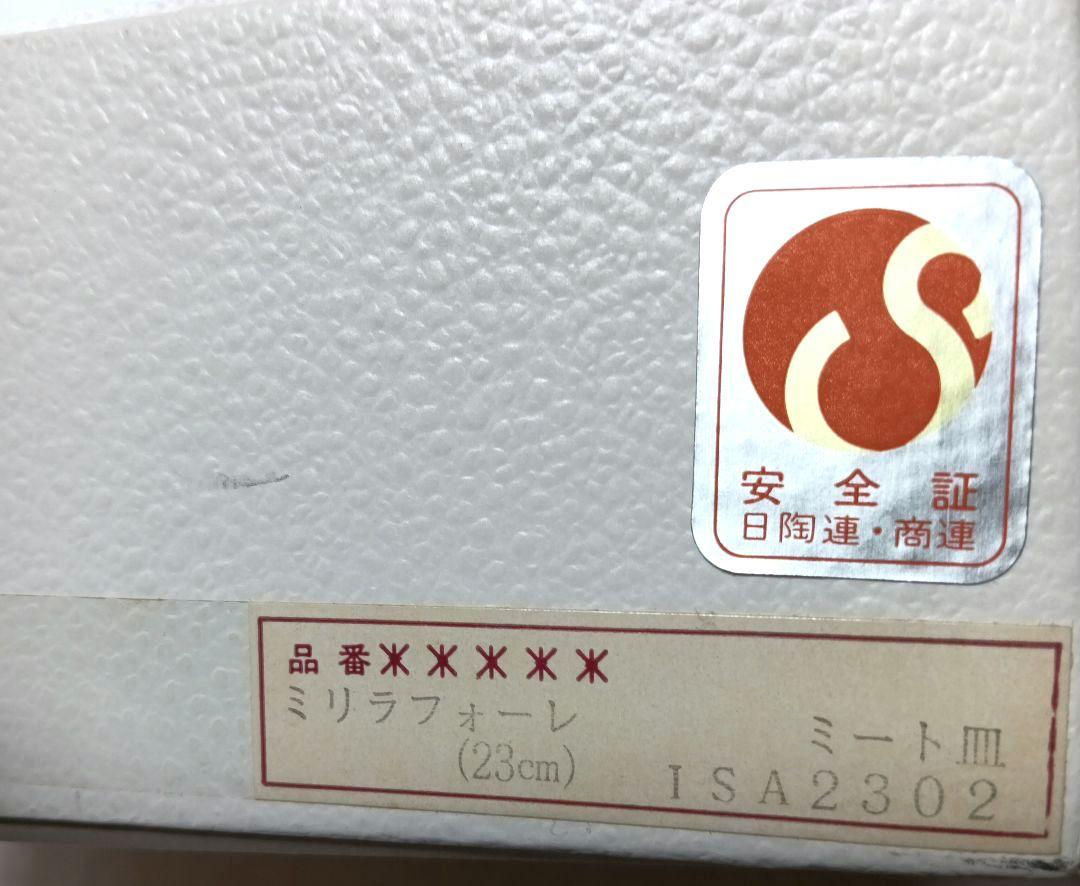 S
安全証
日陶連・商連
品番*****
ミリラフォーレ
ミート皿
(23cm)
ISA2302